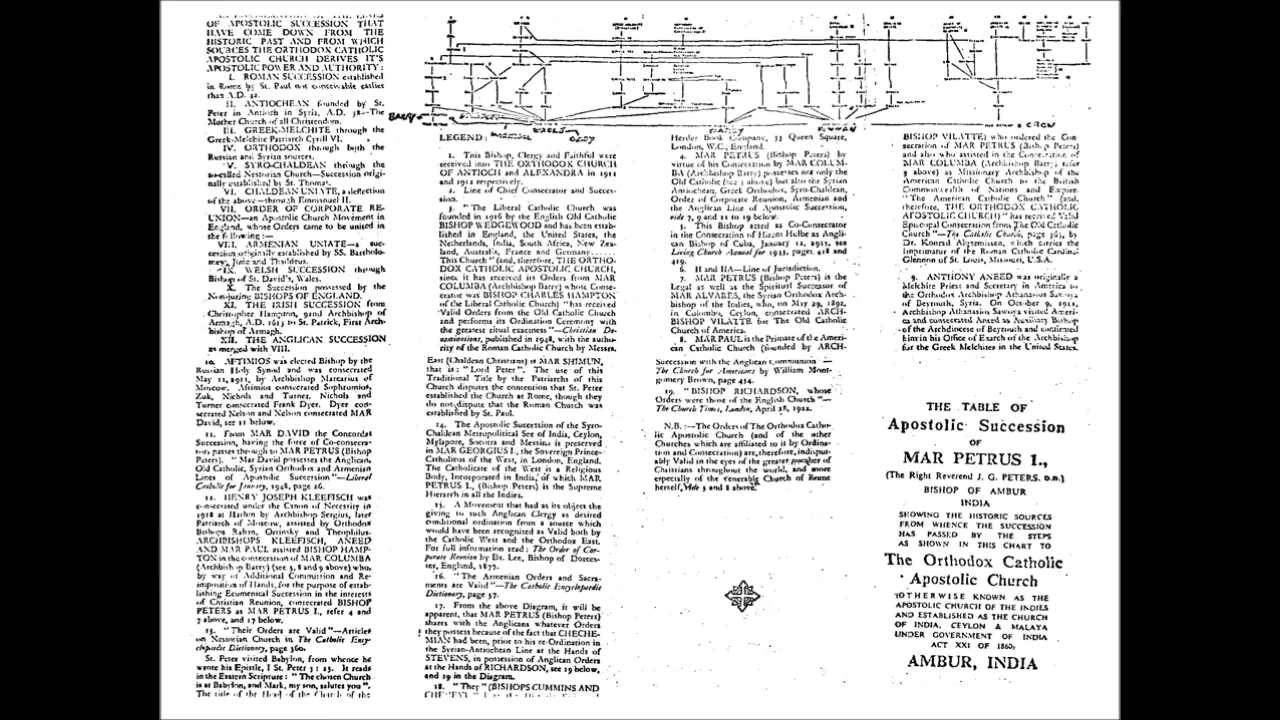 OF APOSTOLIC SUCCESSION THAT
HAVE COME DOWN FROM THE
HISTORIC PAST AND FROM WHICH
SOURCES THE ORTHODOX CATHOLIC
APOSTOLIC CHURCH DERIVES IT'S
APOSTOLIC POWER AND AUTHORITY:
I. ROMAN SUCCESSION established
in Rome by St. Paul not conceivable earlier
than A.D. 42.
II. ANTIOCHEAN founded by St.
Peter in Antioch in Syria, A.D. 38—The
Mother Church of all Christendom.
III. GREEK-MELCHITE through the
Greek-Melchite Patriarch Cyril VI.
IV. ORTHODOX through both the
Russian and Syrian sources.
V. SYRO-CHALDEAN through the
so-called Nestorian Church—Succession origi-
nally established by St. Thomas.
VI. CHALDEAN UNIATE, a deflection
of the above—through Emmanuel II.
VII. ORDER OF CORPORATE RE-
UNION—an Apostolic Church Movement in
England, whose Orders came to be united in
the following:—
VIII. ARMENIAN UNIATE—a suc-
cession originally established by SS. Bartholo-
mew, Jude and Thaddeus.
IX. WELSH SUCCESSION through
Bishop of St. David's, Wales.
X. The Succession possessed by the
Non-juring BISHOPS OF ENGLAND.
XI. THE IRISH SUCCESSION from
Christopher Hampton, 92nd Archbishop of
Armagh, A.D. 1613 to St. Patrick, First Arch-
bishop of Armagh.
XII. THE ANGLICAN SUCCESSION
as merged with VIII.
10. AFTIMIOS was elected Bishop by the
Russian Holy Synod and was consecrated
Moscow. Aftimios consecrated Sophronios,
Zuk, Nichols and Turner. Nichols and
Turner consecrated Frank Dyer. Dyer con-
secrated Nelson and Nelson consecrated MAR
David, see 11 below.
11. From MAR DAVID the Concordat
Succession, having the force of Co-consecra-
tors passes through to MAR PETRUS (Bishop
Peters). "Mar David possesses the Anglican,
Old Catholic, Syrian Orthodox and Armenian
Lines of Apostolic Succession"—Liberal
Catholic for January, 1948, page 26.
12. HENRY JOSEPH KLEEFISCH was
consecrated under the Canon of Necessity in
1918 at Harbin by Archbishop Sergius, later
Patriarch of Moscow, assisted by Orthodox
ARCHBISHOPS KLEEFISCH, ANEED
AND MAR PAUL assisted BISHOP HAMP-
TON in the consecration of MAR COLUMBA
(Archbishop Barry) (see 3, 8 and 9 above) who,
by way of Additional Commission and Re-
imposition of Hands, for the purpose of estab-
lishing Ecumenical Succession in the interests
of Christian Reunion, consecrated BISHOP
PETERS as MAR PETRUS I., refer 4 and
7 above, and 17 below.
13. "Their Orders are Valid"—Article
on Nestorian Church in The Catholic Ency-
clopaedic Dictionary, page 360.
St. Peter visited Babylon, from whence he
wrote his Epistle, 1 St. Peter 5 : 13. It reads
in the Eastern Scripture: "The chosen Church
is at Babylon, and Mark, my son, salutes you".
The title of the Head of the Church of the
LEGEND:
1. This Bishop, Clergy and Faithful were
received into THE ORTHODOX CHURCH
OF ANTIOCH and ALEXANDRA in 1911
and 1912 respectively.
2. Line of Chief Consecrator and Succes-
sion.
3. "The Liberal Catholic Church was
founded in 1916 by the English Old Catholic
BISHOP WEDGEWOOD and has been estab-
lished in England, the United States, the
Netherlands, India, South Africa, New Zea-
land, Australia, France and Germany......
This Church" (and, therefore, THE ORTHO-
DOX CATHOLIC APOSTOLIC CHURCH,
since it has received its Orders from MAR
COLUMBA (Archbishop Barry) whose Conse-
crator was BISHOP CHARLES HAMPTON
of the Liberal Catholic Church) "has received
Valid Orders from the Old Catholic Church
and performs its Ordination Ceremony with
the greatest ritual exactness"—Christian De-
nominations, published in 1948, with the autho-
rity of the Roman Catholic Church by Messrs.
East (Chaldean Christians) is MAR SHIMUN,
that is: "Lord Peter". The use of this
Traditional Title by the Patriarchs of this
Church disputes the contention that St. Peter
established the Church at Rome, though they
do not dispute that the Roman Church was
established by St. Paul.
14. The Apostolic Succession of the Syro-
Chaldean Metropolitical See of India, Ceylon,
Mylapore, Socotra and Messina is preserved
in MAR GEORGIUS I., the Sovereign Prince-
Catholicus of the West, in London, England.
The Catholicate of the West is a Religious
Body, Incorporated in India, of which MAR
PETRUS I., (Bishop Peters) is the Supreme
Hierarch in all the Indies.
15. A Movement that had as its object the
giving to such Anglican Clergy as desired
conditional ordination from a source which
would have been recognised as Valid both by
the Catholic West and the Orthodox East.
For full information read: The Order of Cor-
porate Reunion by Dr. Lee, Bishop of Dorces-
ter, England, 1877.
16. "The Armenian Orders and Sacra-
ments are Valid"—The Catholic Encyclopaedic
Dictionary, page 37.
17. From the above Diagram, it will be
apparent, that MAR PETRUS (Bishop Peters)
shares with the Anglicans whatever Orders
they possess because of the fact that CHECHE-
MIAN had been, prior to his re-Ordination in
the Syrian-Antiochean Line at the Hands of
STEVENS, in possession of Anglican Orders
at the Hands of RICHARDSON, see 19 below,
and 19 in the Diagram.
18. "They" (BISHOPS CUMMINS AND
Herder Book Company, 33 Queen Square,
London, W.C., England.
4. MAR PETRUS (Bishop Peters) by
virtue of his Consecration by MAR COLUM-
BA (Archbishop Barry) possesses not only the
Old Catholic (see 3 above) but also the Syrian
Antiochean, Greek Orthodox, Syro-Chaldean,
Order of Corporate Reunion, Armenian and
the Anglican Line of Apostolic Succession,
vide 7, 9 and 11 to 19 below.
5. This Bishop acted as Co-Consecrator
in the Consecration of Hiram Hulse as Angli-
can Bishop of Cuba, January 12, 1915, see
Living Church Annual for 1945, pages 418 and
419.
6. II and IIA—Line of Jurisdiction.
7. MAR PETRUS (Bishop Peters) is the
Legal as well as the Spiritual Successor of
MAR ALVARES, the Syrian Orthodox Arch-
bishop of the Indies, who, on May 29, 1892,
in Colombo, Ceylon, consecrated ARCH-
BISHOP VILATTE for The Old Catholic
Church of America.
8. MAR PAUL is the Primate of the Ameri-
can Catholic Church (founded by ARCH-
Succession with the Anglican Communion"—
The Church for Americans by William Mont-
gomery Brown, page 454.
19. "BISHOP RICHARDSON, whose
Orders were those of the English Church"—
The Church Times, London, April 28, 1922.
N.B.:—The Orders of The Orthodox Catho-
lic Apostolic Church (and of the other
Churches which are affiliated to it by Ordina-
tion and Consecration) are, therefore, indisput-
ably Valid in the eyes of the greater number of
Christians throughout the world, and more
especially of the venerable Church of Rome
herself, Vide 3 and 8 above.
BISHOP VILATTE) who ordered the Con-
secration of MAR PETRUS (Bishop Peters)
and also who assisted in the Consecration of
MAR COLUMBA (Archbishop Barry; refer
3 above) as Missionary Archbishop of the
American Catholic Church to the British
Commonwealth of Nations and Empire.
"The American Catholic Church" (and,
therefore, THE ORTHODOX CATHOLIC
APOSTOLIC CHURCH) "has received Valid
Episcopal Consecration from The Old Catholic
Church"—The Catholic Church, page 363, by
Dr. Konrad Algermissen, which carries the
imprimatur of the Roman Catholic Cardinal
Glennon of St. Louis, Missouri, U.S.A.
9. ANTHONY ANEED was originally a
Melchite Priest and Secretary in America to
the Orthodox Archbishop Athanasius Sawoya
of Beyrouth, Syria. On October 9, 1911,
Archbishop Athanasius Sawoya visited Ameri-
ca and consecrated Aneed as Auxiliary Bishop
of the Archdiocese of Beyrouth and confirmed
him in his Office of Exarch of the Archbishop
for the Greek Melchites in the United States.
THE TABLE OF
Apostolic Succession
OF
MAR PETRUS I.,
(The Right Reverend J. G. PETERS. D.D.)
BISHOP OF AMBUR
INDIA
SHOWING THE HISTORIC SOURCES
FROM WHENCE THE SUCCESSION
HAS PASSED BY THE STEPS
AS SHOWN IN THIS CHART TO
The Orthodox Catholic
Apostolic Church
OTHERWISE KNOWN AS THE
APOSTOLIC CHURCH OF THE INDIES
AND ESTABLISHED AS THE CHURCH
OF INDIA, CEYLON & MALAYA
UNDER GOVERNMENT OF INDIA
ACT XXI OF 1860,
AMBUR, INDIA